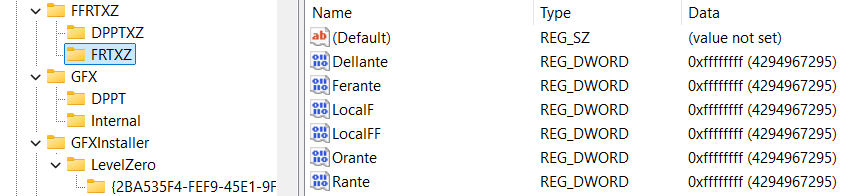 FFRTXZ
DPPTXZ
FRTXZ
GFX
DPPT
Internal
GFXInstaller
LevelZero
{2BA535F4-FEF9-45E1-9F
Name Type Data
(Default) REG_SZ (value not set)
Dellante REG_DWORD 0xffffffff (4294967295)
Ferante REG_DWORD 0xffffffff (4294967295)
LocalF REG_DWORD 0xffffffff (4294967295)
LocalFF REG_DWORD 0xffffffff (4294967295)
Orante REG_DWORD 0xffffffff (4294967295)
Rante REG_DWORD 0xffffffff (4294967295)